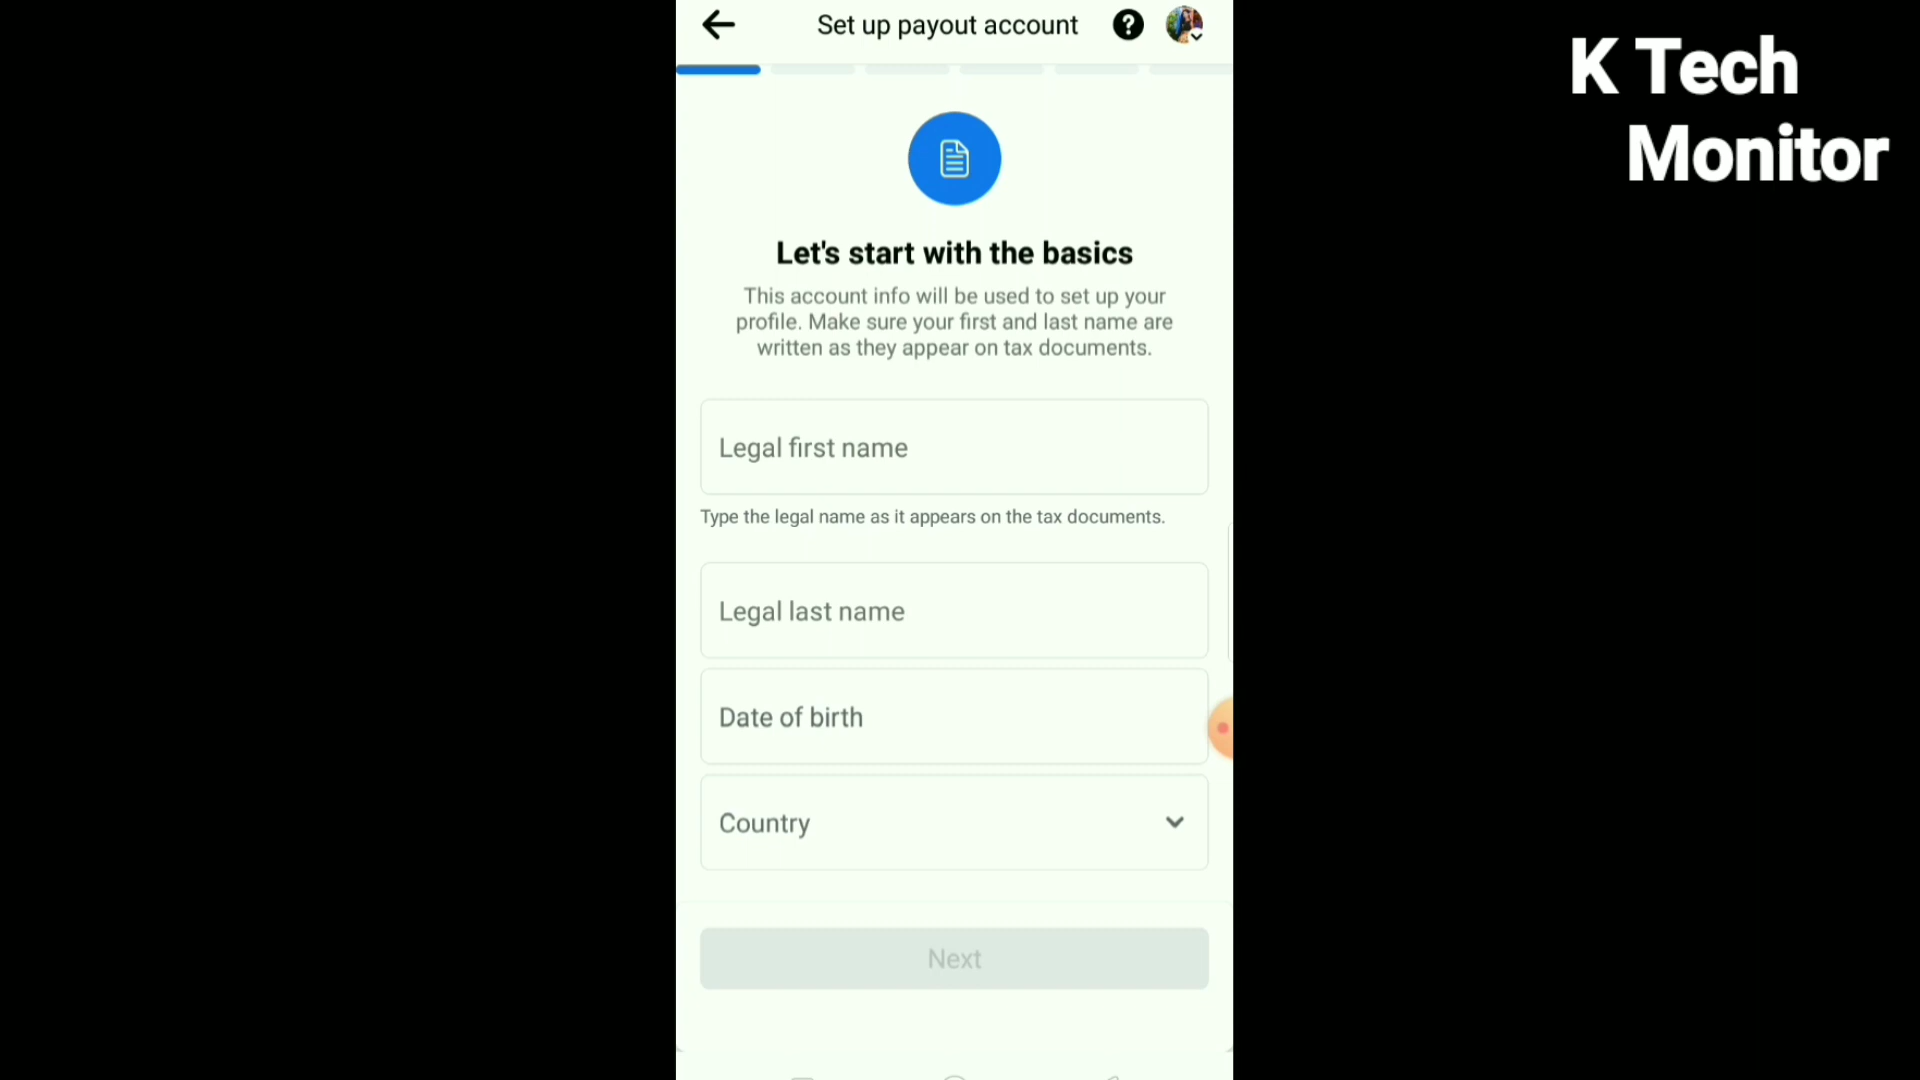 Set up payout account
K Tech
Monitor
Let's start with the basics
This account info will be used to set up your
profile. Make sure your first and last name are
written as they appear on tax documents.
Legal first name
Type the legal name as it appears on the tax documents.
Legal last name
Date of birth
Country
Next